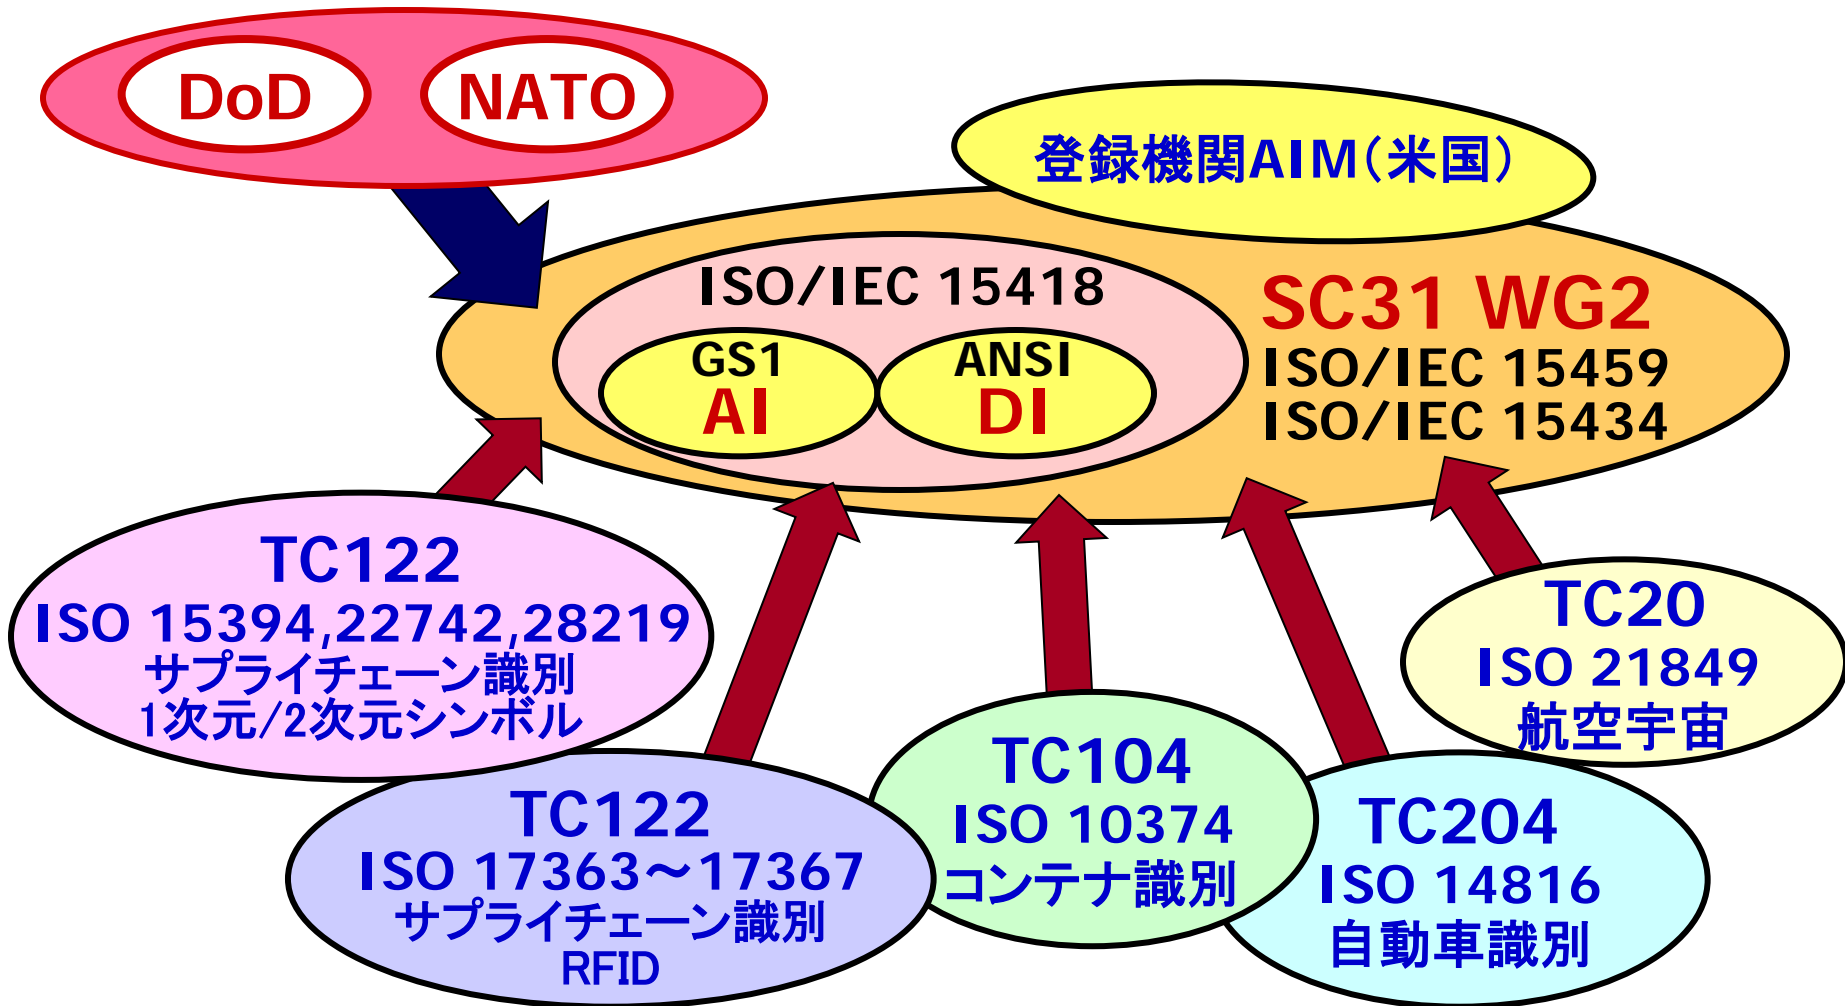 DoD
NATO
登録機関AIM(米国)
ISO/IEC 15418
GS1
AI
ANSI
DI
SC31 WG2
ISO/IEC 15459
ISO/IEC 15434
TC122
ISO 15394,22742,28219
サプライチェーン識別
1次元/2次元シンボル
TC122
ISO 17363～17367
サプライチェーン識別
RFID
TC104
ISO 10374
コンテナ識別
TC204
ISO 14816
自動車識別
TC20
ISO 21849
航空宇宙